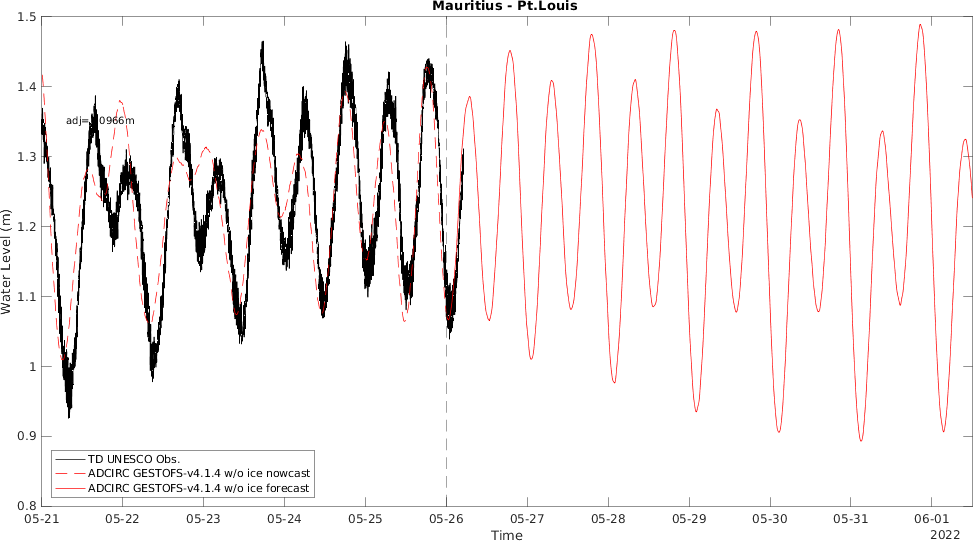 Mauritius - Pt.Louis
1.5
1.4
1.3
1.2
1.1
1
0.9
0.8
Water Level (m)
TD UNESCO Obs.
ADCIRC GESTOFS-v4.1.4 w/o ice nowcast
ADCIRC GESTOFS-v4.1.4 w/o ice forecast
05-21 05-22 05-23 05-24 05-25 05-26 05-27 05-28 05-29 05-30 05-31 06-01
Time
2022